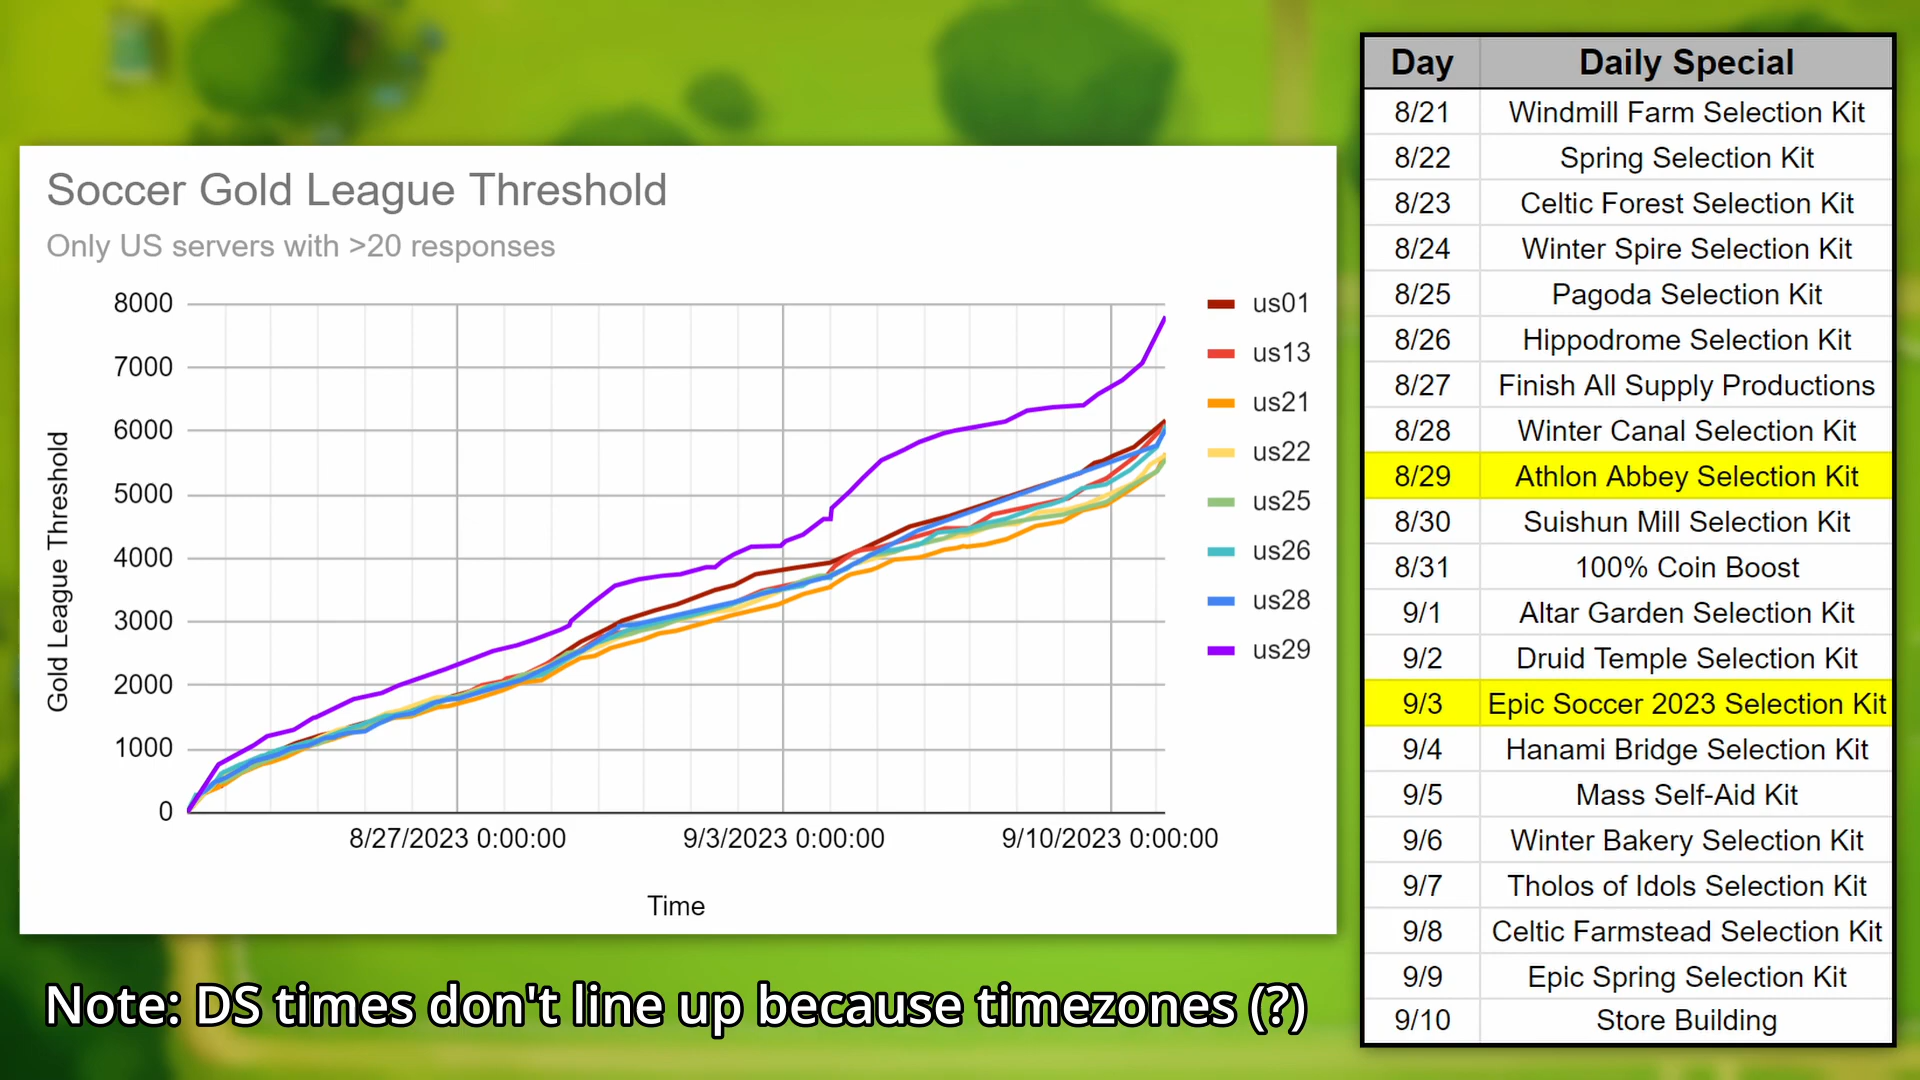 Soccer Gold League Threshold
Only US servers with >20 responses
8000
7000
6000
5000
4000
3000
2000
1000
0
Gold League Threshold
8/27/2023 0:00:00
9/3/2023 0:00:00
9/10/2023 0:00:00
Time
us01
us13
us21
us22
us25
us26
us28
us29
Note: DS times don't line up because timezones (?)
Day Daily Special
8/21 Windmill Farm Selection Kit
8/22 Spring Selection Kit
8/23 Celtic Forest Selection Kit
8/24 Winter Spire Selection Kit
8/25 Pagoda Selection Kit
8/26 Hippodrome Selection Kit
8/27 Finish All Supply Productions
8/28 Winter Canal Selection Kit
8/29 Athlon Abbey Selection Kit
8/30 Suishun Mill Selection Kit
8/31 100% Coin Boost
9/1 Altar Garden Selection Kit
9/2 Druid Temple Selection Kit
9/3 Epic Soccer 2023 Selection Kit
9/4 Hanami Bridge Selection Kit
9/5 Mass Self-Aid Kit
9/6 Winter Bakery Selection Kit
9/7 Tholos of Idols Selection Kit
9/8 Celtic Farmstead Selection Kit
9/9 Epic Spring Selection Kit
9/10 Store Building